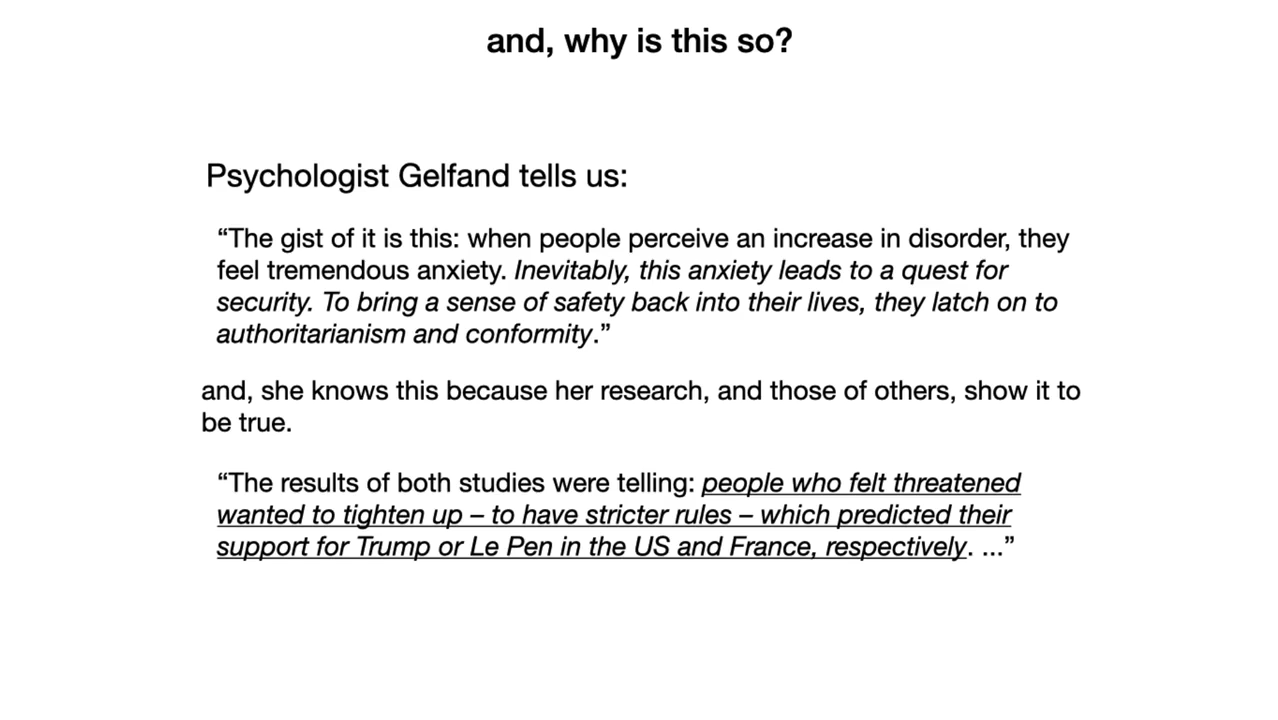 and, why is this so?
Psychologist Gelfand tells us:
“The gist of it is this: when people perceive an increase in disorder, they
feel tremendous anxiety. Inevitably, this anxiety leads to a quest for
security. To bring a sense of safety back into their lives, they latch on to
authoritarianism and conformity.”
and, she knows this because her research, and those of others, show it to
be true.
“The results of both studies were telling: people who felt threatened
wanted to tighten up – to have stricter rules – which predicted their
support for Trump or Le Pen in the US and France, respectively. ...”